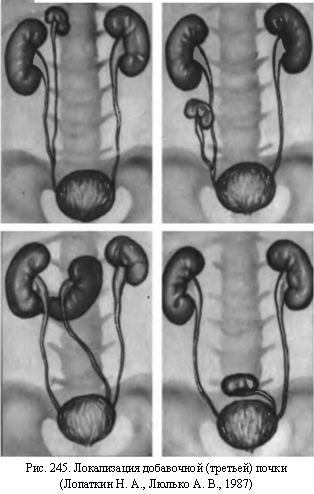 Рис. 245. Локализация добавочной (третьей) почки
(Лопаткин Н. А., Люлько А. В., 1987)